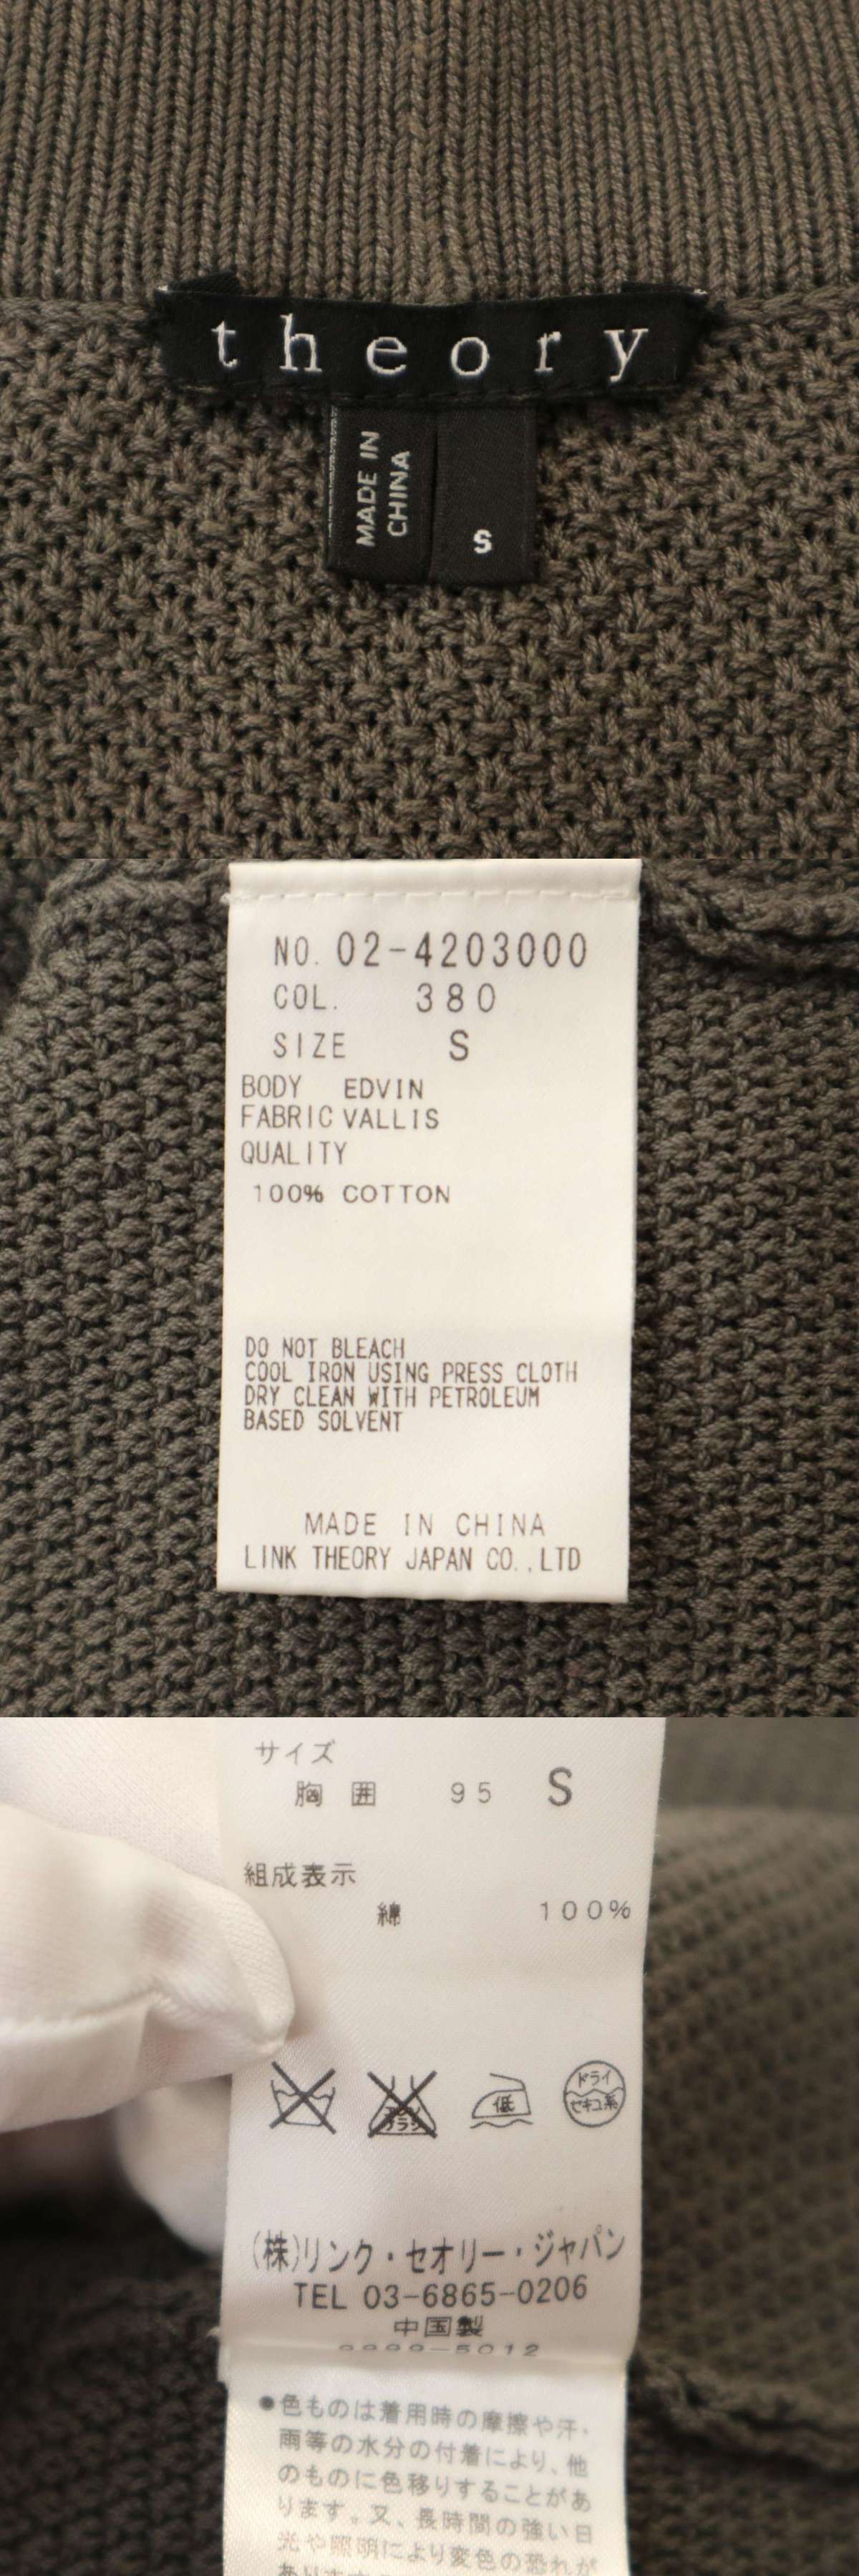 theory
MADE IN
CHINA
S
NO. 02-4203000
COL. 380
SIZE S
BODY EDVIN
FABRIC VALLIS
QUALITY
100% COTTON
DO NOT BLEACH
COOL IRON USING PRESS CLOTH
DRY CLEAN WITH PETROLEUM
BASED SOLVENT
MADE IN CHINA
LINK THEORY JAPAN CO.,LTD
サイズ
胸囲 95 S
組成表示
綿 100%
低
ドライ
セキユ系
(株)リンク・セオリー・ジャパン
TEL 03-6865-0206
中国製
●色ものは着用時の摩擦や汗・
雨等の水分の付着により、他
のものに色移りすることがあ
ります。又、長時間の強い日
光や照明により変色の恐れが